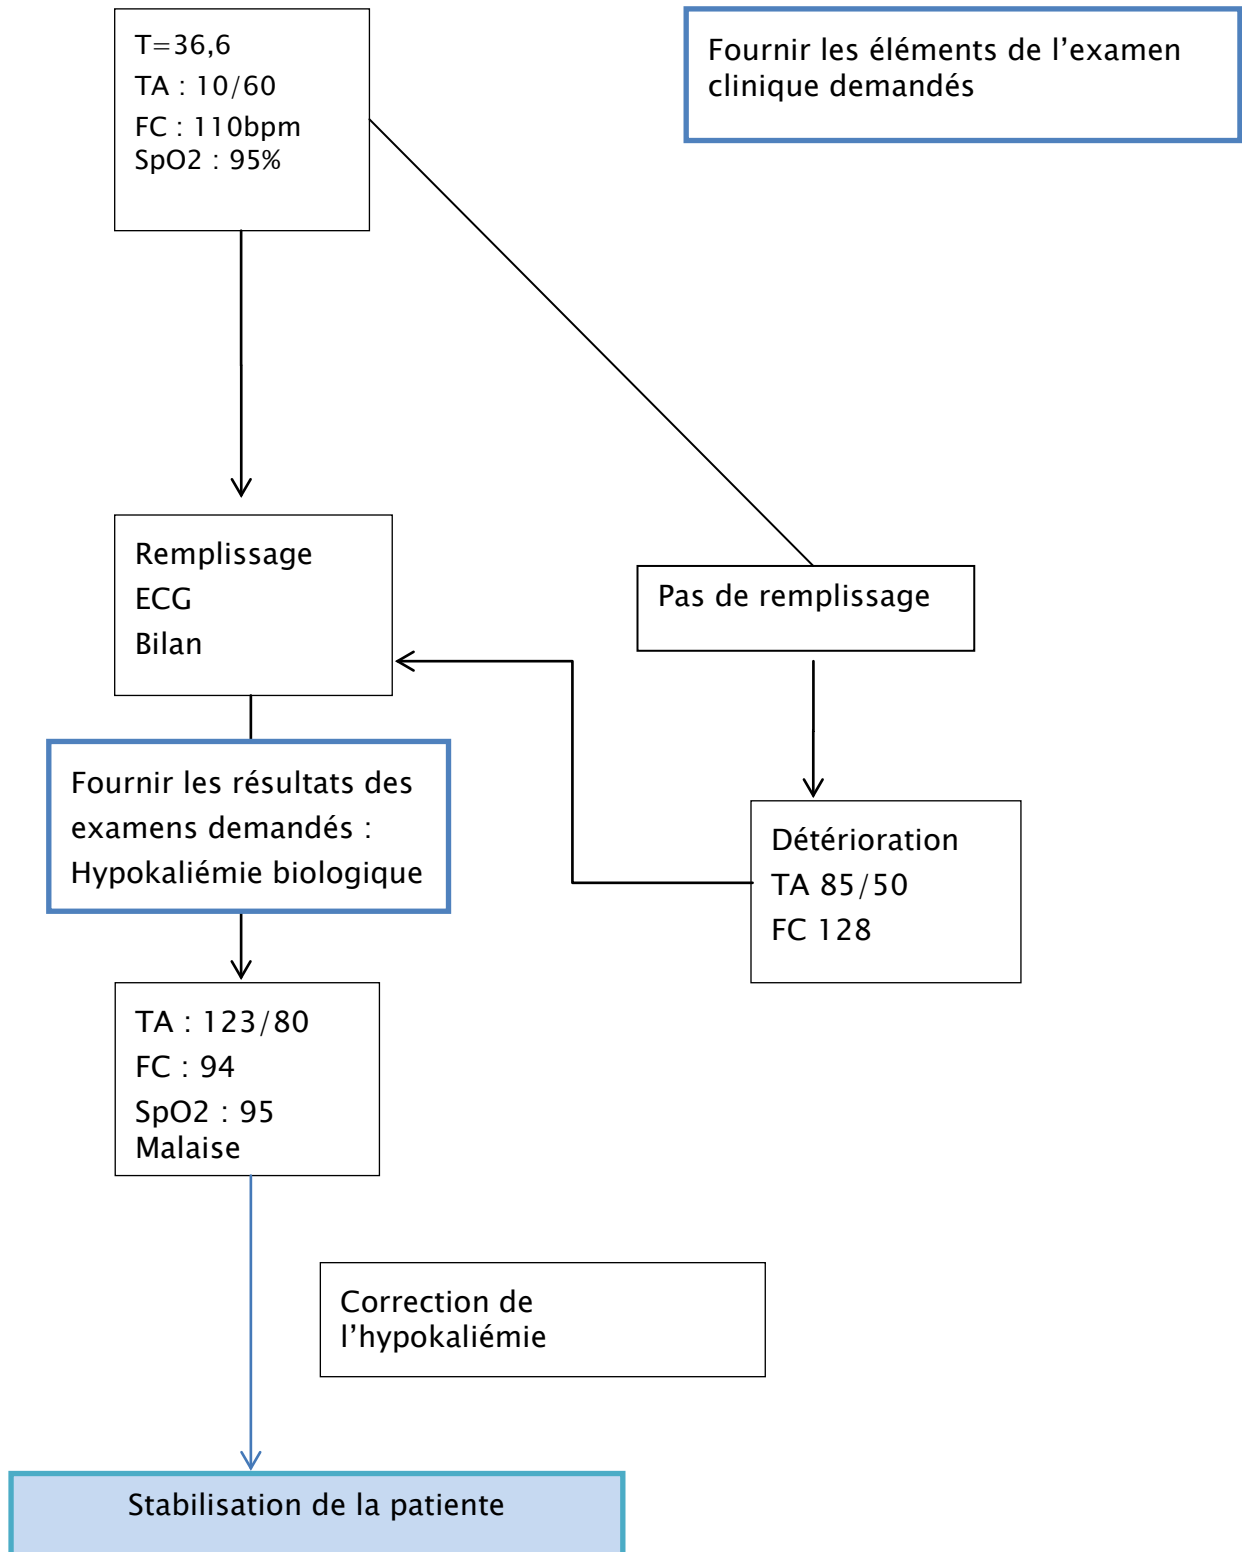 T=36,6
TA : 10/60
FC : 110bpm
SpO2 : 95%
Fournir les éléments de l’examen
clinique demandés
Remplissage
ECG
Bilan
Pas de remplissage
Fournir les résultats des
examens demandés :
Hypokaliémie biologique
Détérioration
TA 85/50
FC 128
TA : 123/80
FC : 94
SpO2 : 95
Malaise
Correction de
l’hypokaliémie
Stabilisation de la patiente